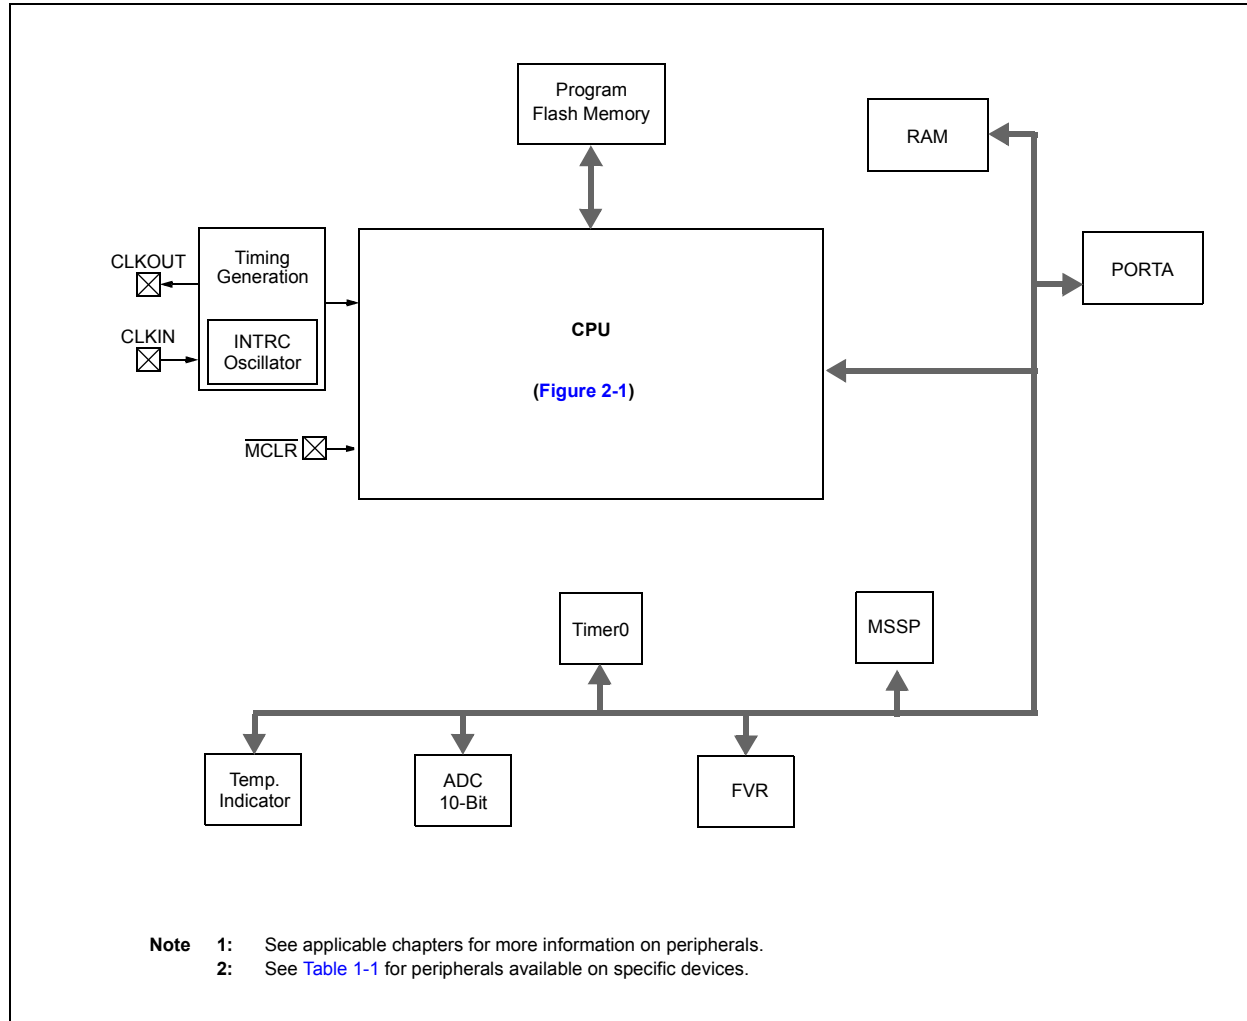 Program
Flash Memory
RAM
CLKOUT
Timing
Generation
PORTA
CLKIN
INTRC
Oscillator
CPU
(Figure 2-1)
MCLR
Timer0
MSSP
Temp.
Indicator
ADC
10-Bit
FVR
Note 1: See applicable chapters for more information on peripherals.
2: See Table 1-1 for peripherals available on specific devices.